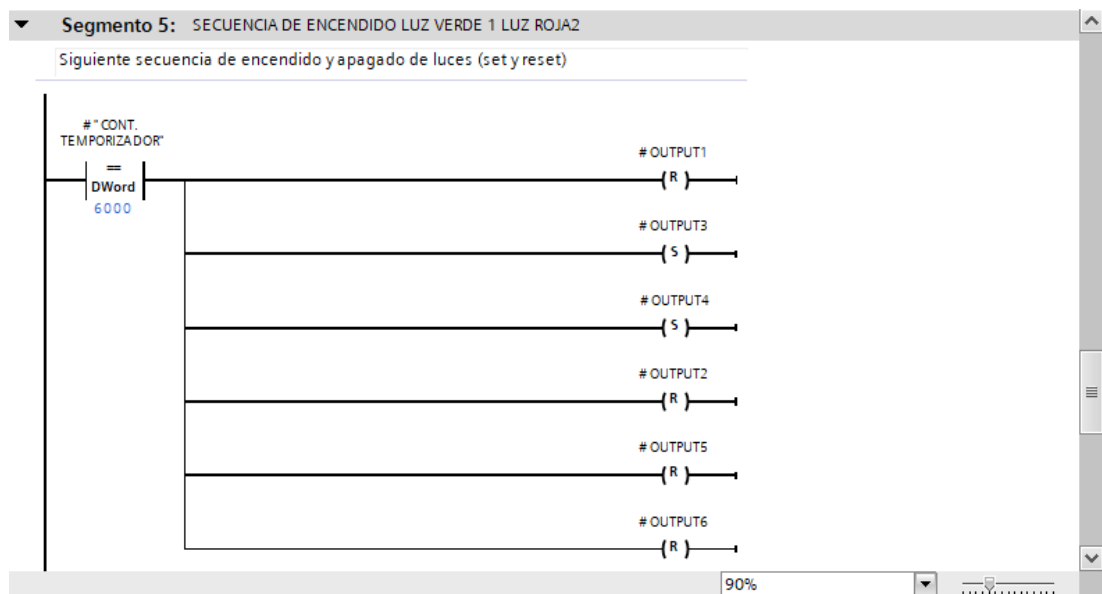 Segmento 5: SECUENCIA DE ENCENDIDO LUZ VERDE 1 LUZ ROJA2
Siguiente secuencia de encendido y apagado de luces (set y reset)
#"CONT.
TEMPORIZADOR"
==
DWord
6000
#OUTPUT1
( R )
#OUTPUT3
( S )
#OUTPUT4
( S )
#OUTPUT2
( R )
#OUTPUT5
( R )
#OUTPUT6
( R )
90%